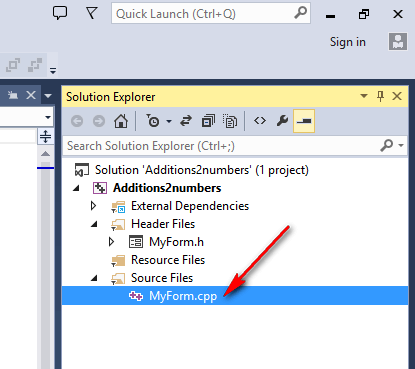 Quick Launch (Ctrl+Q)
Sign in
Solution Explorer
Search Solution Explorer (Ctrl+;)
Solution 'Additions2numbers' (1 project)
Additions2numbers
External Dependencies
Header Files
MyForm.h
Resource Files
Source Files
MyForm.cpp